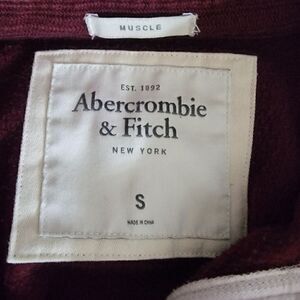 MUSCLE
EST. 1892
Abercrombie
& Fitch
NEW YORK
S
MADE IN CHINA